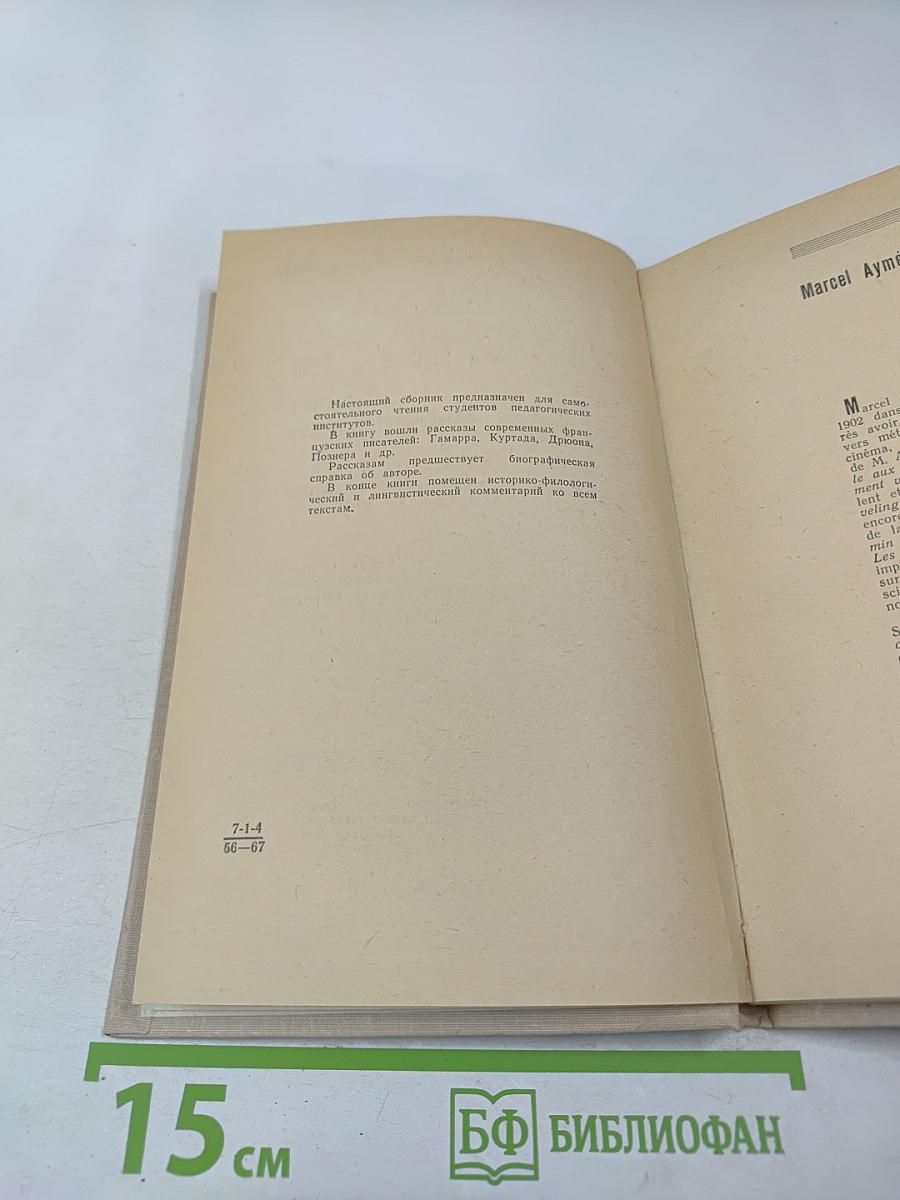 Настоящий сборник предназначен для само-
стоятельного чтения студентов педагогических
институтов.
В книгу вошли рассказы современных фран-
цузских писателей: Гамарра, Куртада, Дрюона,
Познера и др.
Рассказам предшествует биографическая
справка об авторе.
В конце книги помещен историко-филологи-
ческий и лингвистический комментарий ко всем
текстам.
7-1-4
56—67
Marcel Aymé
Marcel
1902 dans
rés avoir
vers mét
cinéma,
de M. A
le aux
ment v
lent et
veling
encore
de la
min
Les
imp
sur
sci
no
S
15 см
БФ БИБЛИОФАН